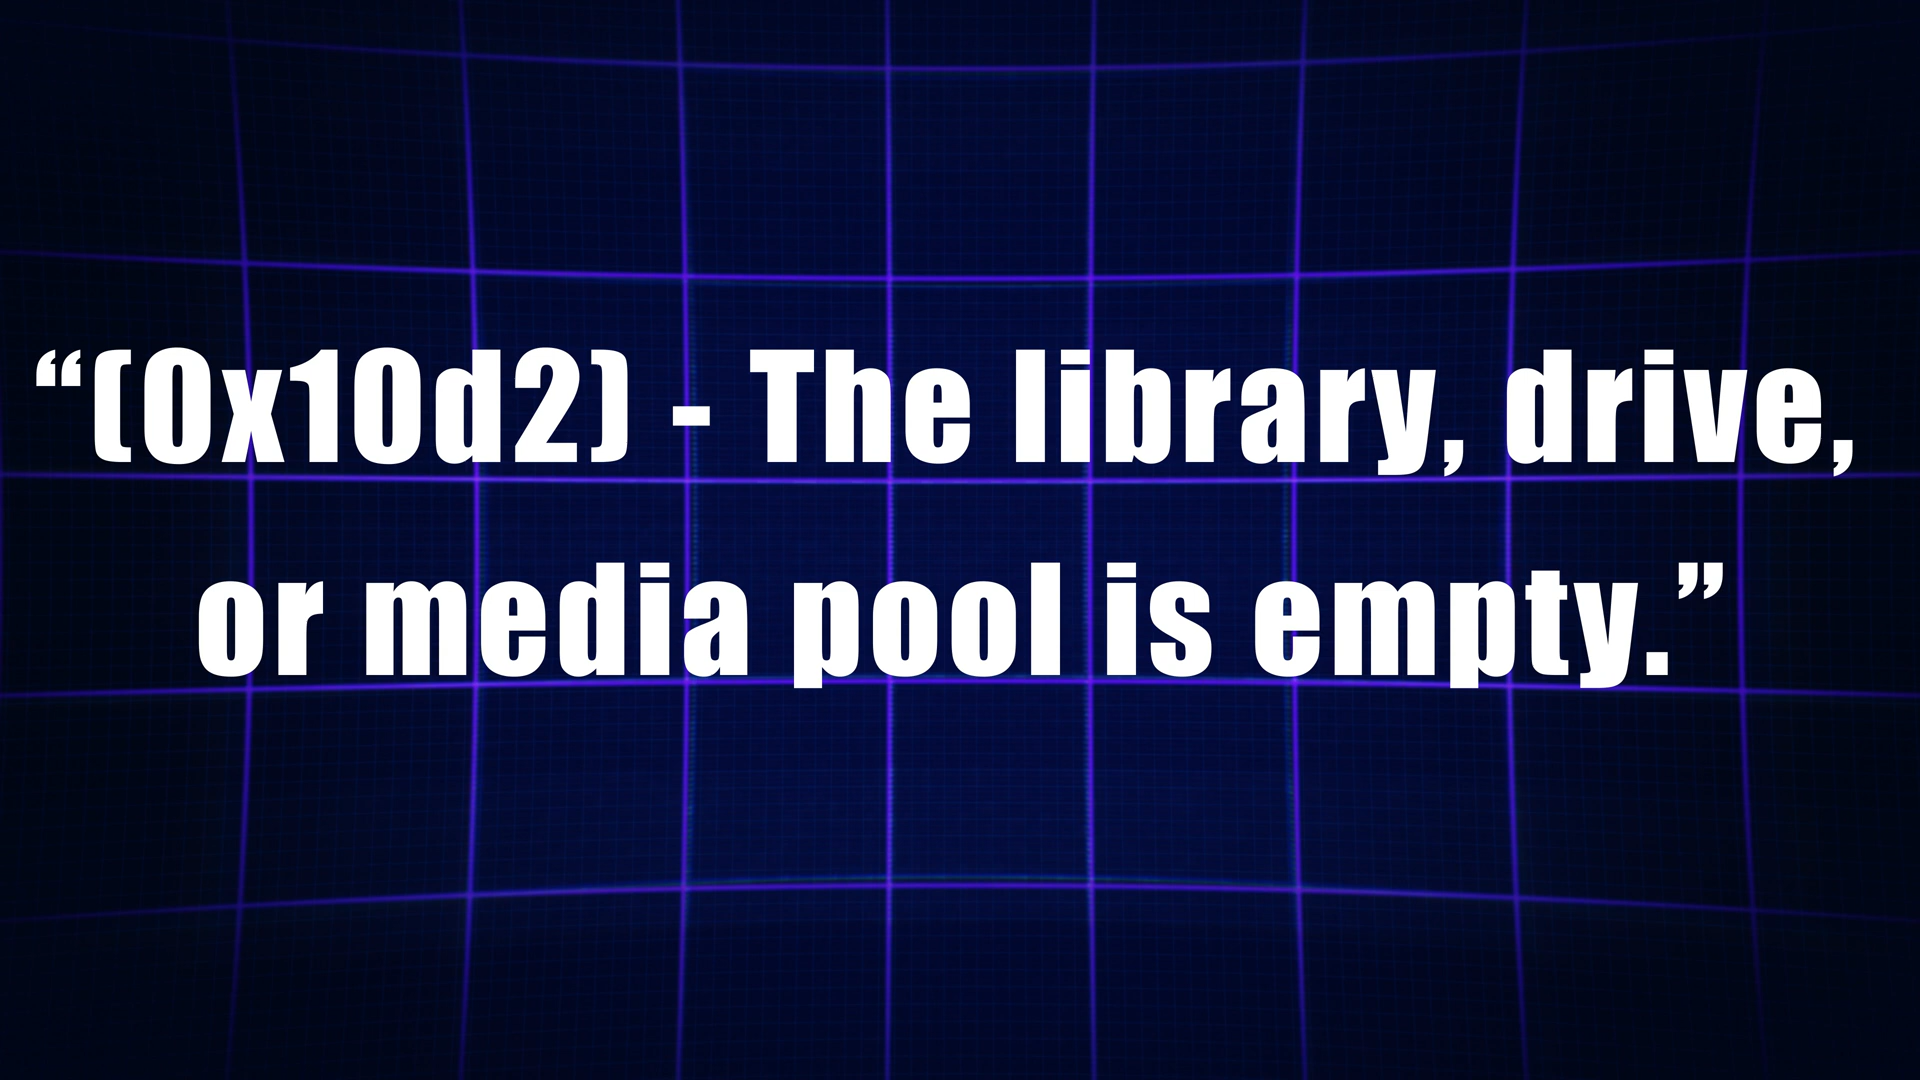 “(0x10d2) - The library, drive,
or media pool is empty.”